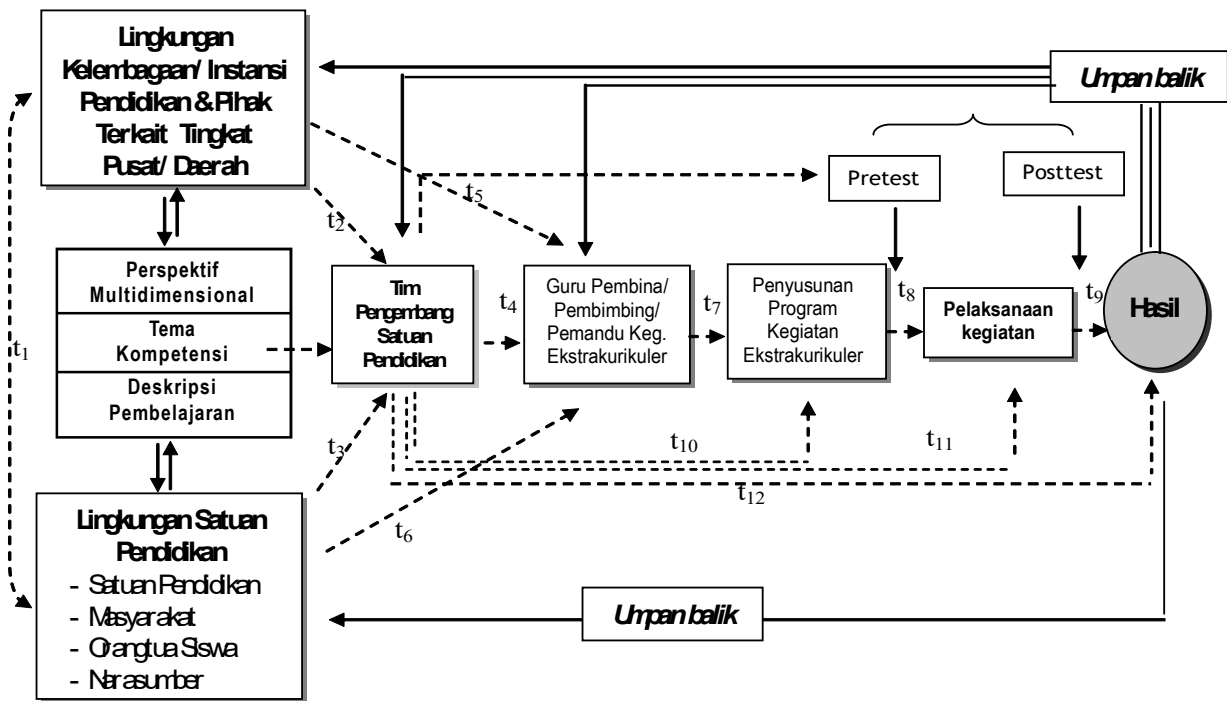 Lingkungan
Kelembagaan/ Instansi
Pendidikan & Pihak
Terkait Tingkat
Pusat/ Daerah
Umpan balik
Pretest
Posttest
t5
t2
Perspektif
Multidimensional
Tema
Kompetensi
Deskripsi
Pembelajaran
t1
Tim
Pengembang
Satuan
Pendidikan
t4
Guru Pembina/
Pembimbing/
Pemandu Keg.
Ekstrakurikuler
t7
Penyusunan
Program
Kegiatan
Ekstrakurikuler
t8
Pelaksanaan
kegiatan
t9
Hasil
t3
t10
t11
t12
t6
Lingkungan Satuan
Pendidikan
- Satuan Pendidikan
- Masyarakat
- Orangtua Siswa
- Narasumber
Umpan balik